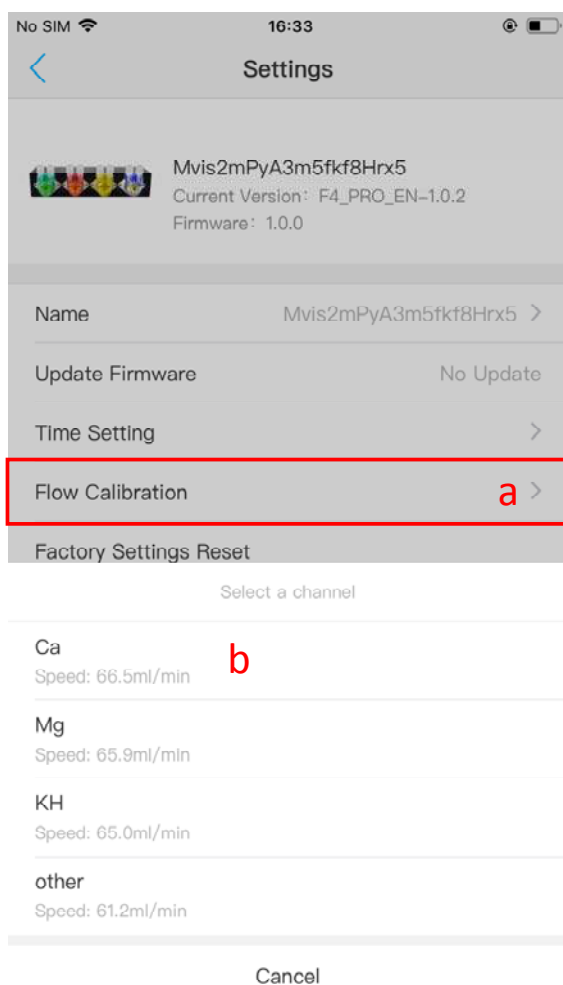 No SIM 16:33
Settings
Mvis2mPyA3m5fkf8Hrx5
Current Version: F4_PRO_EN-1.0.2
Firmware: 1.0.0
Name Mvis2mPyA3m5fkf8Hrx5 >
Update Firmware No Update
Time Setting >
Flow Calibration a >
Factory Settings Reset
Select a channel
Ca
Speed: 66.5ml/min b
Mg
Speed: 65.9ml/min
KH
Speed: 65.0ml/min
other
Speed: 61.2ml/min
Cancel